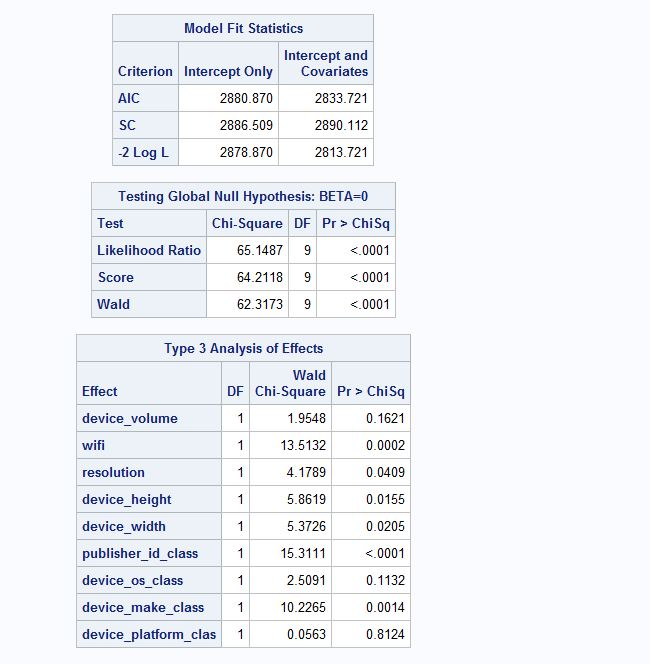 Model Fit Statistics
Criterion Intercept Only Intercept and Covariates
AIC 2880.870 2833.721
SC 2886.509 2890.112
-2 Log L 2878.870 2813.721
Testing Global Null Hypothesis: BETA=0
Test Chi-Square DF Pr > ChiSq
Likelihood Ratio 65.1487 9 <.0001
Score 64.2118 9 <.0001
Wald 62.3173 9 <.0001
Type 3 Analysis of Effects
Effect DF Wald Chi-Square Pr > ChiSq
device_volume 1 1.9548 0.1621
wifi 1 13.5132 0.0002
resolution 1 4.1789 0.0409
device_height 1 5.8619 0.0155
device_width 1 5.3726 0.0205
publisher_id_class 1 15.3111 <.0001
device_os_class 1 2.5091 0.1132
device_make_class 1 10.2265 0.0014
device_platform_clas 1 0.0563 0.8124